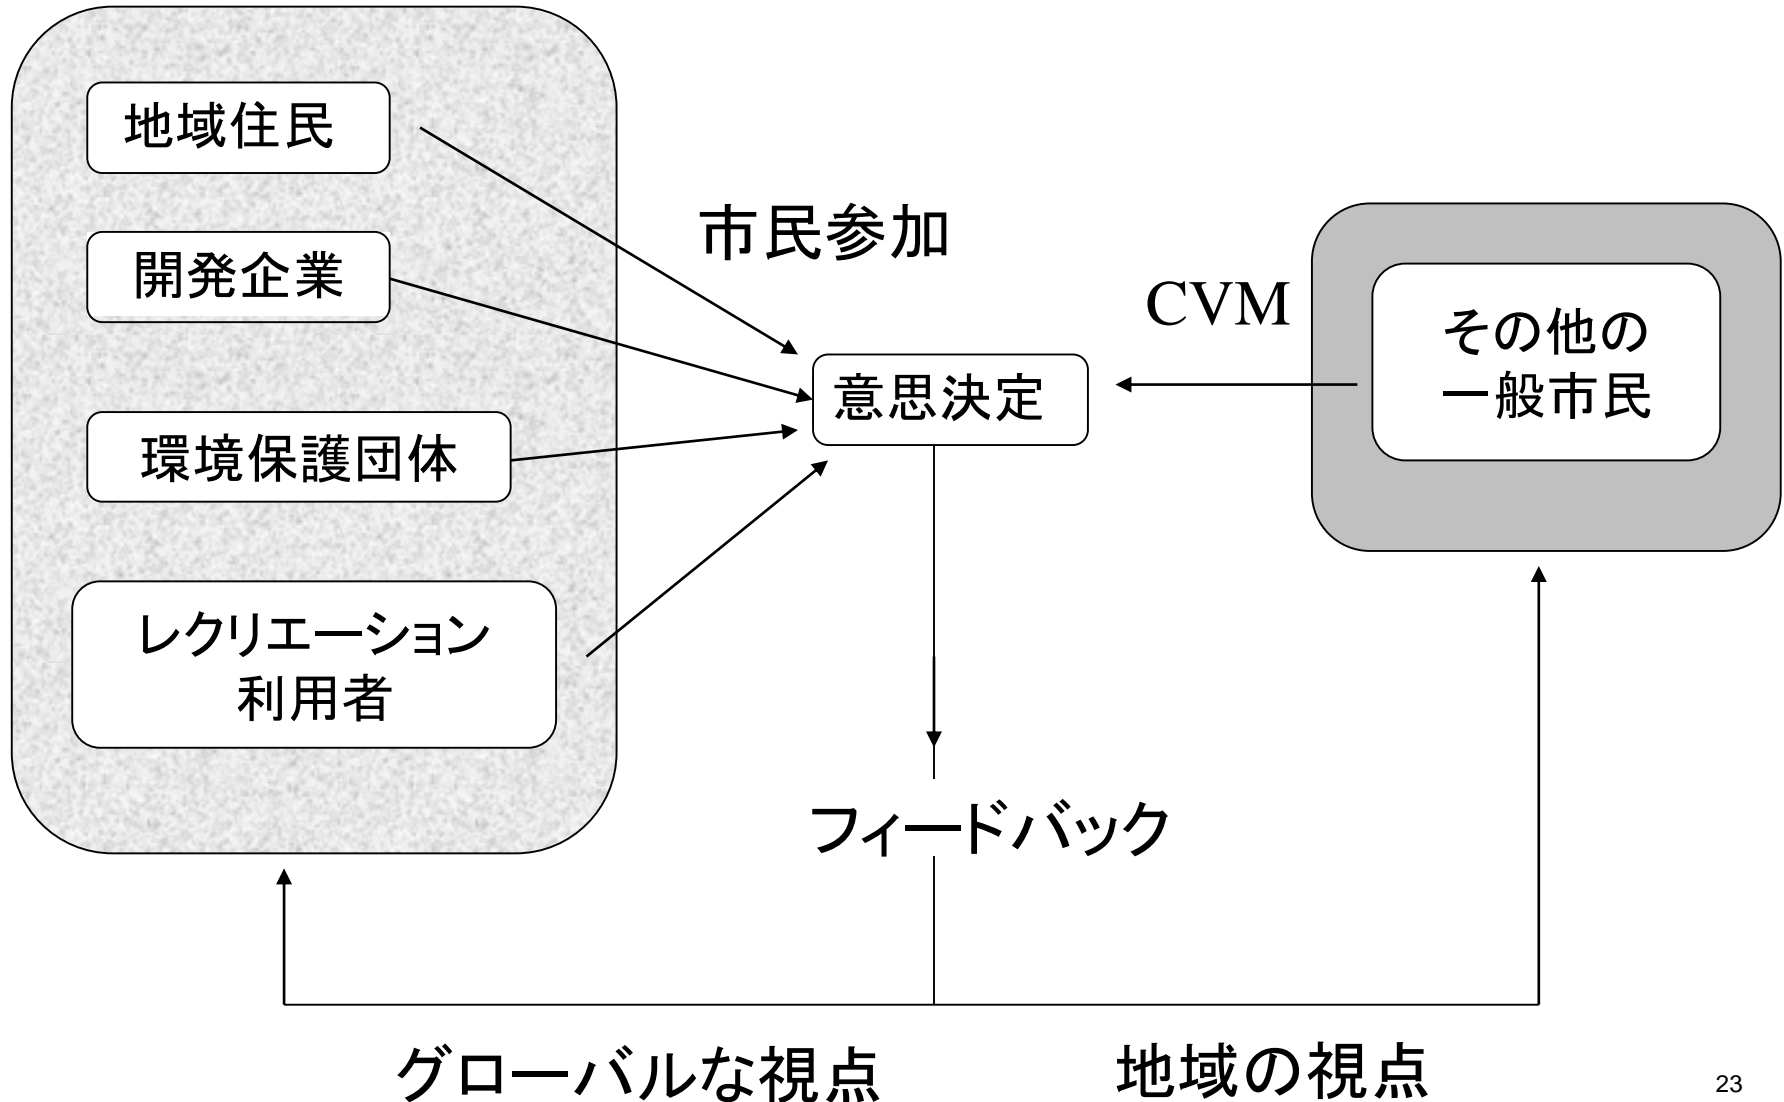 地域住民
開発企業
環境保護団体
レクリエーション
利用者
市民参加
意思決定
CVM
その他の
一般市民
フィードバック
グローバルな視点
地域の視点
23